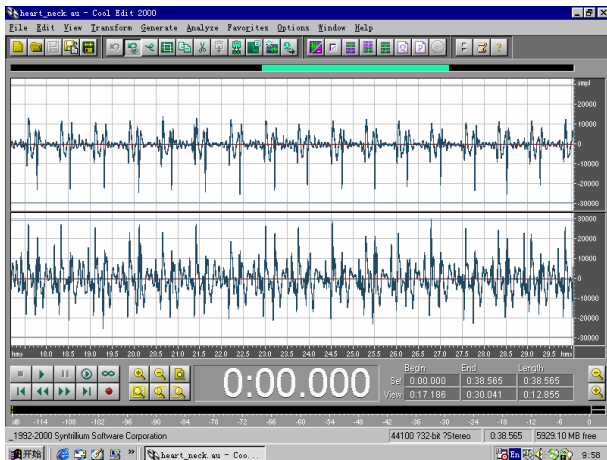 heart_neck.au - Cool Edit 2000
File Edit View Transform Generate Analyze Favorites Options Window Help
F
F ?
smpl
20000
10000
0
-10000
-20000
-30000
30000
20000
10000
0
-10000
-20000
-30000
hms 18.0 18.5 19.0 19.5 20.0 20.5 21.0 21.5 22.0 22.5 23.0 23.5 24.0 24.5 25.0 25.5 26.0 26.5 27.0 27.5 28.0 28.5 29.0 29.5 hms
0:00.000
Begin End Length
Sel 0:00.000 0:38.565 0:38.565
View 0:17.186 0:30.041 0:12.855
dB -114 -108 -102 -96 -90 -84 -78 -72 -66 -60 -54 -48 -42 -36 -30 -24 -18 -12 -6 0
_1992-2000 Syntrillium Software Corporation 44100 ?32-bit ?Stereo 0:38.565 5929.10 MB free
开始 » heart_neck.au - Coo... En 9:58